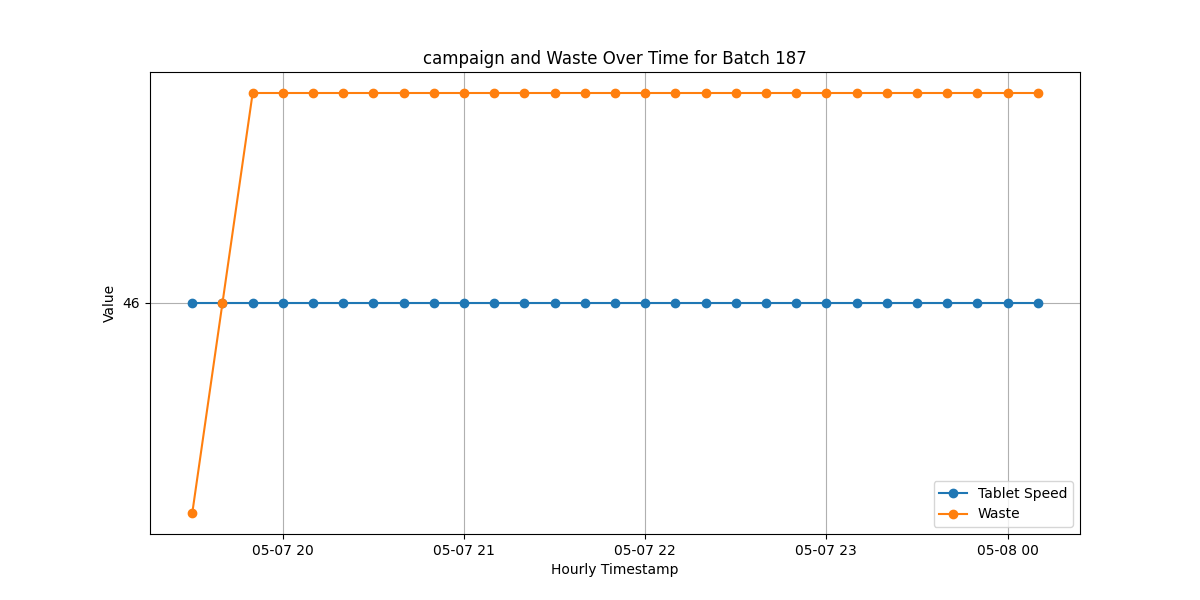 campaign and Waste Over Time for Batch 187
Value
46
Tablet Speed
Waste
05-07 20
05-07 21
05-07 22
05-07 23
05-08 00
Hourly Timestamp